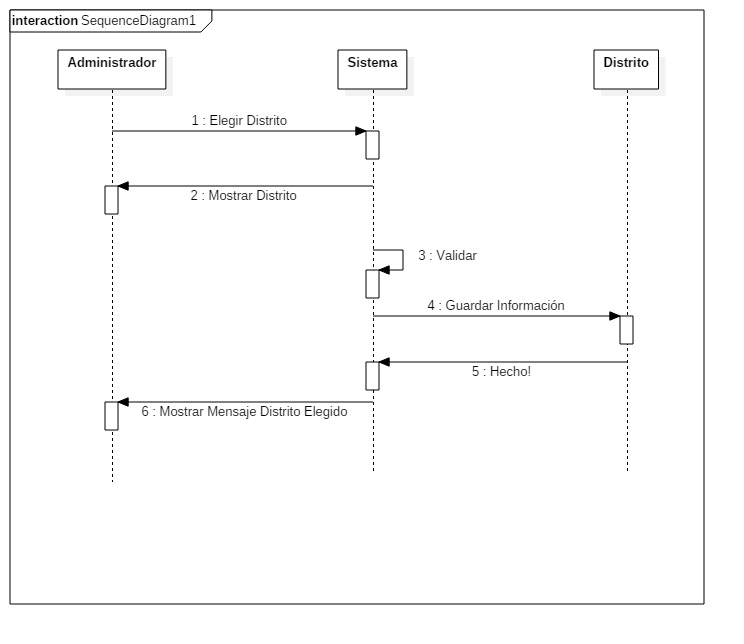 interaction SequenceDiagram1
Administrador
Sistema
Distrito
1 : Elegir Distrito
2 : Mostrar Distrito
3 : Validar
4 : Guardar Información
5 : Hecho!
6 : Mostrar Mensaje Distrito Elegido